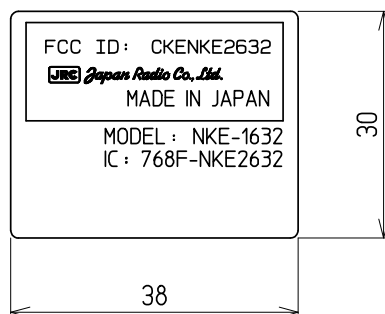 FCC ID: CKENKE2632
JRC Japan Radio Co., Ltd.
MADE IN JAPAN
MODEL: NKE-1632
IC: 768F-NKE2632
30
38